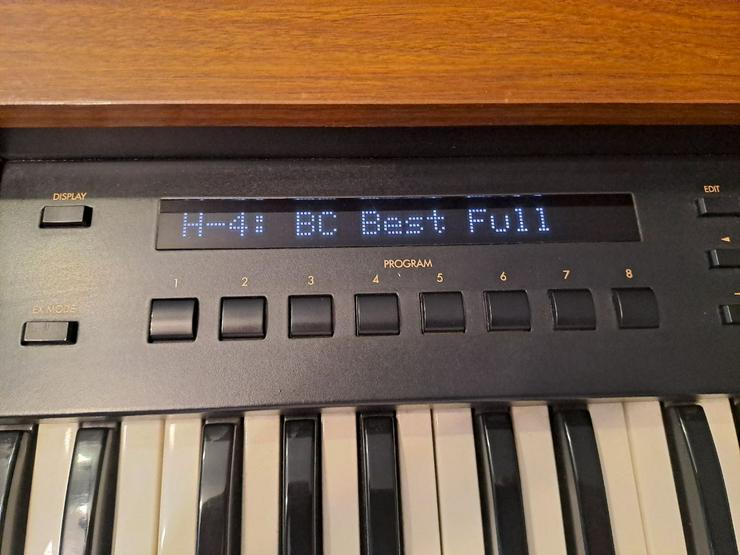 DISPLAY
EDIT
H-4: BC Best Full
PROGRAM
1 2 3 4 5 6 7 8
EX MODE